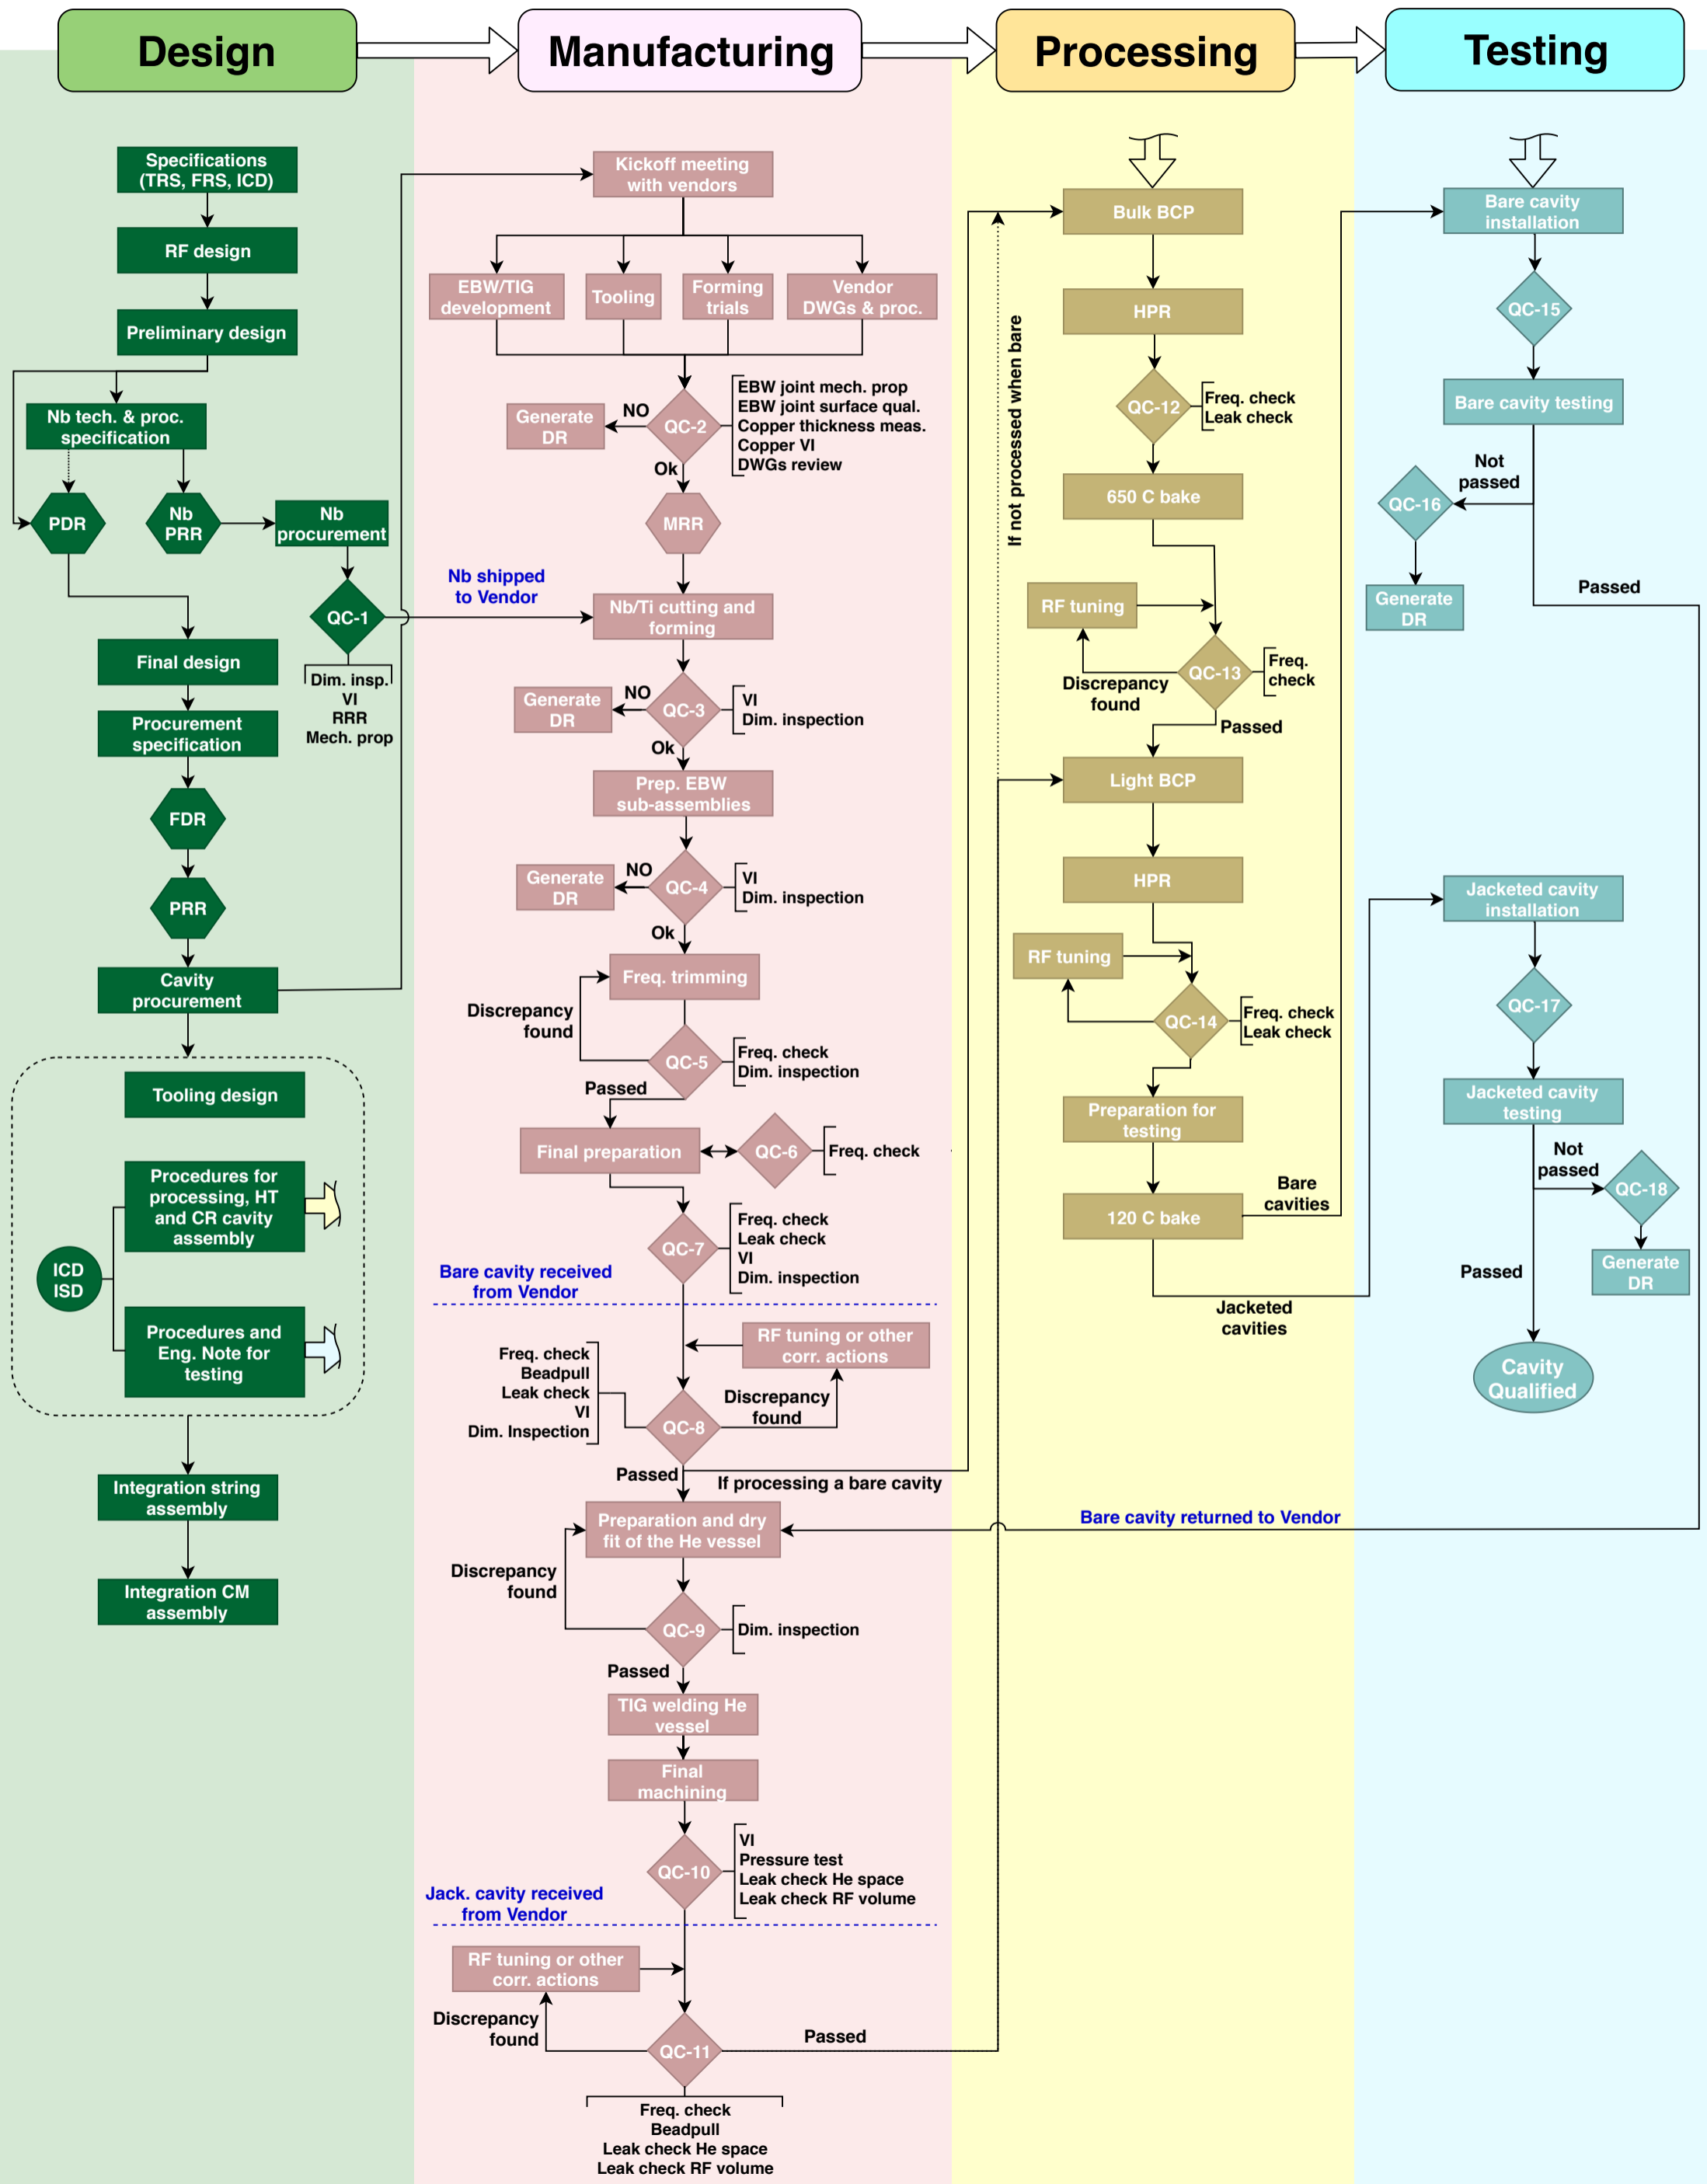 Design
Manufacturing
Processing
Testing
Specifications
(TRS, FRS, ICD)
RF design
Preliminary design
Nb tech. & proc.
specification
PDR
Nb
PRR
Nb
procurement
QC-1
Dim. insp.
VI
RRR
Mech. prop
Final design
Procurement
specification
FDR
PRR
Cavity
procurement
Tooling design
Procedures for
processing, HT
and CR cavity
assembly
ICD
ISD
Procedures and
Eng. Note for
testing
Integration string
assembly
Integration CM
assembly
Kickoff meeting
with vendors
EBW/TIG
development
Tooling
Forming
trials
Vendor
DWGs & proc.
Generate
DR
NO
QC-2
EBW joint mech. prop
EBW joint surface qual.
Copper thickness meas.
Copper VI
DWGs review
Ok
MRR
Nb shipped
to Vendor
Nb/Ti cutting and
forming
Generate
DR
NO
QC-3
VI
Dim. inspection
Ok
Prep. EBW
sub-assemblies
Generate
DR
NO
QC-4
VI
Dim. inspection
Ok
Freq. trimming
Discrepancy
found
QC-5
Freq. check
Dim. inspection
Passed
Final preparation
QC-6
Freq. check
QC-7
Freq. check
Leak check
VI
Dim. inspection
Bare cavity received
from Vendor
RF tuning or other
corr. actions
Freq. check
Beadpull
Leak check
VI
Dim. Inspection
QC-8
Discrepancy
found
Passed
If processing a bare cavity
Preparation and dry
fit of the He vessel
Discrepancy
found
QC-9
Dim. inspection
Passed
TIG welding He
vessel
Final
machining
QC-10
VI
Pressure test
Leak check He space
Leak check RF volume
Jack. cavity received
from Vendor
RF tuning or other
corr. actions
Discrepancy
found
QC-11
Passed
Freq. check
Beadpull
Leak check He space
Leak check RF volume
If not processed when bare
Bulk BCP
HPR
QC-12
Freq. check
Leak check
650 C bake
RF tuning
QC-13
Freq.
check
Discrepancy
found
Passed
Light BCP
HPR
RF tuning
QC-14
Freq. check
Leak check
Preparation for
testing
120 C bake
Bare
cavities
Jacketed
cavities
Bare cavity returned to Vendor
Bare cavity
installation
QC-15
Bare cavity testing
Not
passed
QC-16
Generate
DR
Passed
Jacketed cavity
installation
QC-17
Jacketed cavity
testing
Not
passed
QC-18
Generate
DR
Passed
Cavity
Qualified